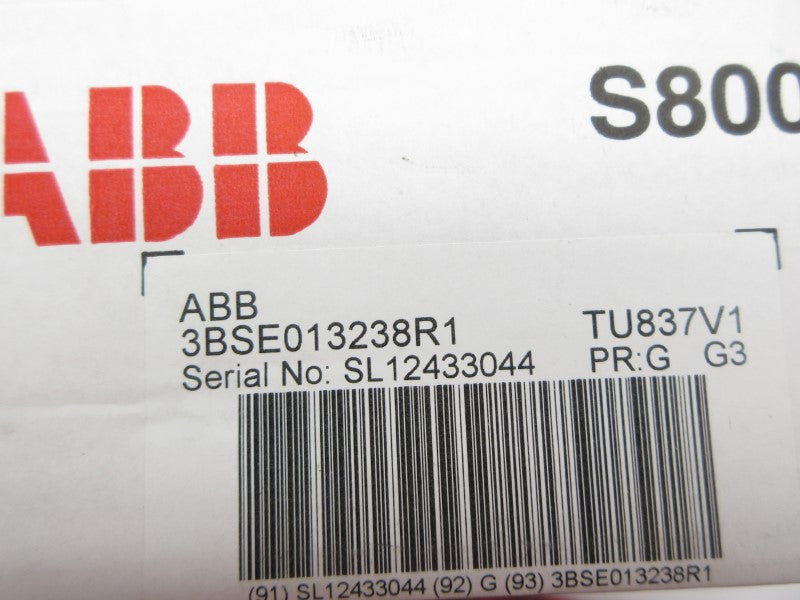 ABB S800
ABB
3BSE013238R1 TU837V1
Serial No: SL12433044 PR:G G3
(91) SL12433044 (92) G (93) 3BSE013238R1